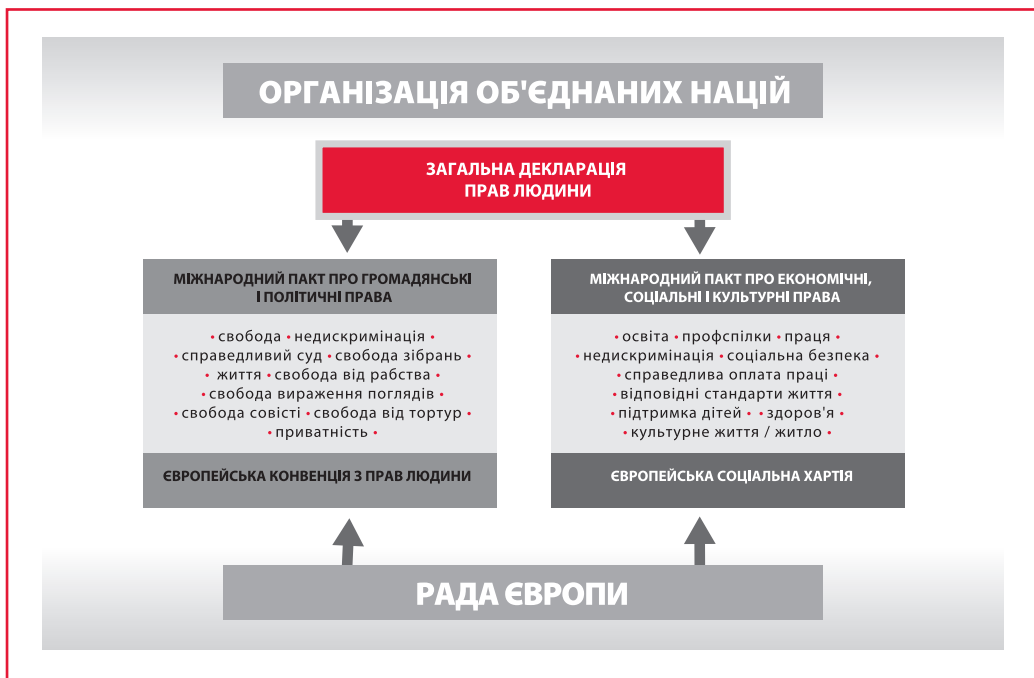 ОРГАНІЗАЦІЯ ОБ'ЄДНАНИХ НАЦІЙ
ЗАГАЛЬНА ДЕКЛАРАЦІЯ
ПРАВ ЛЮДИНИ
МІЖНАРОДНИЙ ПАКТ ПРО ГРОМАДЯНСЬКІ
І ПОЛІТИЧНІ ПРАВА
• свобода • недискримінація •
• справедливий суд • свобода зібрань •
• життя • свобода від рабства •
• свобода вираження поглядів •
• свобода совісті • свобода від тортур •
• приватність •
ЄВРОПЕЙСЬКА КОНВЕНЦІЯ З ПРАВ ЛЮДИНИ
МІЖНАРОДНИЙ ПАКТ ПРО ЕКОНОМІЧНІ,
СОЦІАЛЬНІ І КУЛЬТУРНІ ПРАВА
• освіта • профспілки • праця •
• недискримінація • соціальна безпека •
• справедлива оплата праці •
• відповідні стандарти життя •
• підтримка дітей • • здоров'я •
• культурне життя / житло •
ЄВРОПЕЙСЬКА СОЦІАЛЬНА ХАРТІЯ
РАДА ЄВРОПИ